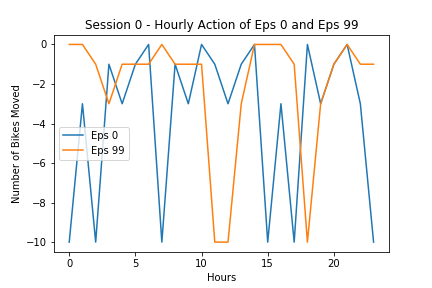 Session 0 - Hourly Action of Eps 0 and Eps 99
Number of Bikes Moved
0
−2
−4
−6
−8
−10
Eps 0
Eps 99
0
5
10
15
20
Hours